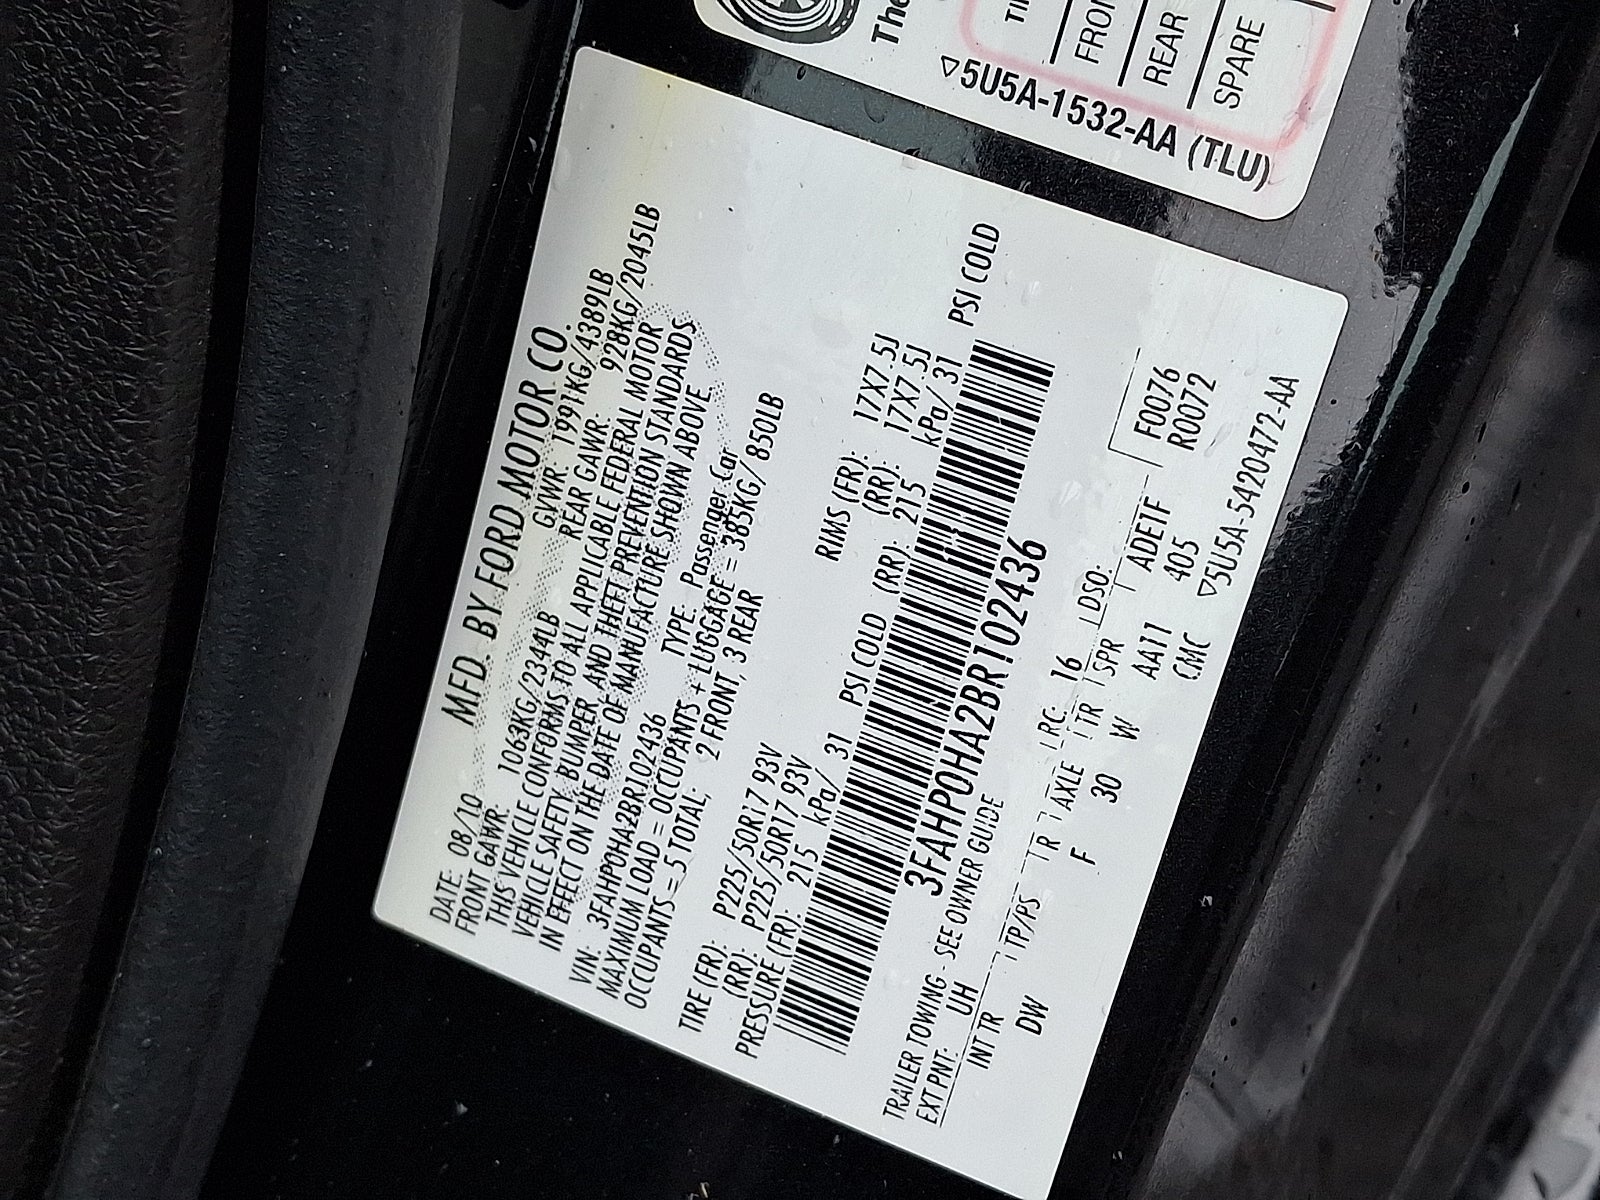 MFD. BY FORD MOTOR CO.
DATE: 08/10 GVWR: 1991KG/4389LB
FRONT GAWR: 1063KG/2344LB REAR GAWR: 928KG/2045LB
THIS VEHICLE CONFORMS TO ALL APPLICABLE FEDERAL MOTOR
VEHICLE SAFETY, BUMPER, AND THEFT PREVENTION STANDARDS
IN EFFECT ON THE DATE OF MANUFACTURE SHOWN ABOVE.
VIN: 3FAHP0HA2BR102436 TYPE: Passenger Car
MAXIMUM LOAD = OCCUPANTS + LUGGAGE = 385KG/850LB
OCCUPANTS = 5 TOTAL, 2 FRONT, 3 REAR
TIRE (FR): P225/50R17 93V RIMS (FR): 17X7.5J
(RR): P225/50R17 93V (RR): 17X7.5J
PRESSURE (FR): 215 kPa/ 31 PSI COLD (RR): 215 kPa/ 31 PSI COLD
3FAHP0HA2BR102436
TRAILER TOWING - SEE OWNER GUIDE
EXT PNT: UH RC: 16 DSO: F0076
INT TR TP/PS R AXLE TR SPR R0072
DW F 30 W AA11 ADE1F
CMC 405
▽5U5A-5420472-AA
The
TI
FRO
REAR
SPARE
▽5U5A-1532-AA (TLU)